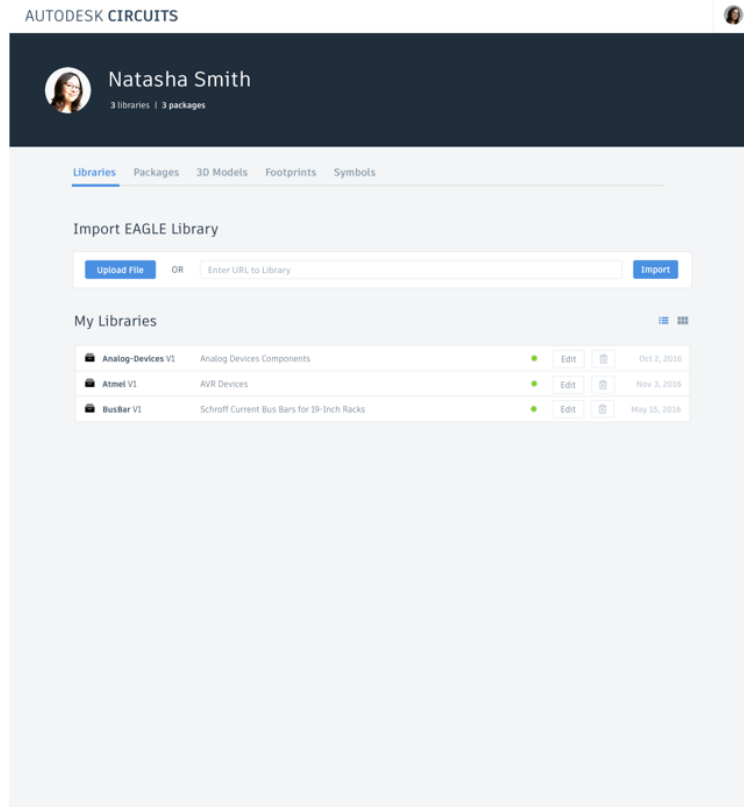 AUTODESK CIRCUITS
Natasha Smith
3 libraries | 3 packages
Libraries Packages 3D Models Footprints Symbols
Import EAGLE Library
Upload File OR Enter URL to Library Import
My Libraries
Analog-Devices V1 Analog Devices Components Edit Oct 2, 2016
Atmel V1 AVR Devices Edit Nov 3, 2016
BusBar V1 Schroff Current Bus Bars for 19-Inch Racks Edit May 15, 2016